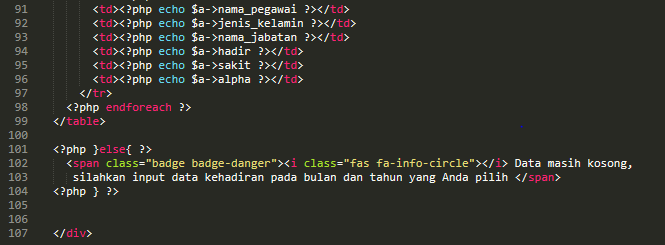 91 <td><?php echo $a->nama_pegawai ?></td>
92 <td><?php echo $a->jenis_kelamin ?></td>
93 <td><?php echo $a->nama_jabatan ?></td>
94 <td><?php echo $a->hadir ?></td>
95 <td><?php echo $a->sakit ?></td>
96 <td><?php echo $a->alpha ?></td>
97 </tr>
98 <?php endforeach ?>
99 </table>
100
101 <?php }else{ ?>
102 <span class="badge badge-danger"><i class="fas fa-info-circle"></i> Data masih kosong,
103 silahkan input data kehadiran pada bulan dan tahun yang Anda pilih </span>
104 <?php } ?>
105
106
107 </div>